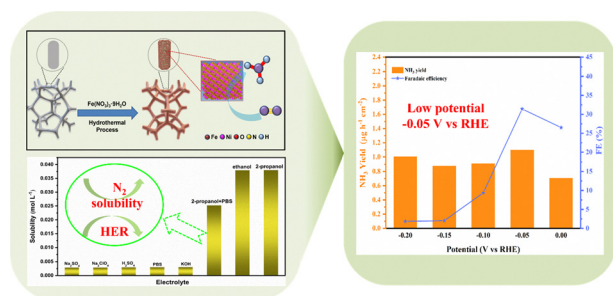 Fe(NO₃)₃·9H₂O
Hydrothermal
Process
Fe Ni O N H
Solubility (mol L⁻¹)
0.040
0.035
0.030
0.025
0.020
0.015
0.010
0.005
0.000
N₂
solubility
HER
ethanol 2-propanol
2-propanol+PBS
Na₂SO₄ H₂SO₄ PBS KOH
Electrolyte
NH₃ yield
Faradaic efficiency
Low potential
-0.05 V vs RHE
NH₃ Yield (μg h⁻¹ cm⁻²)
2.4
2.2
2.0
1.8
1.6
1.4
1.2
1.0
0.8
0.6
0.4
0.2
0.0
FE (%)
45
40
35
30
25
20
15
10
5
0
-0.20 -0.15 -0.10 -0.05 0.00
Potential (V vs RHE)